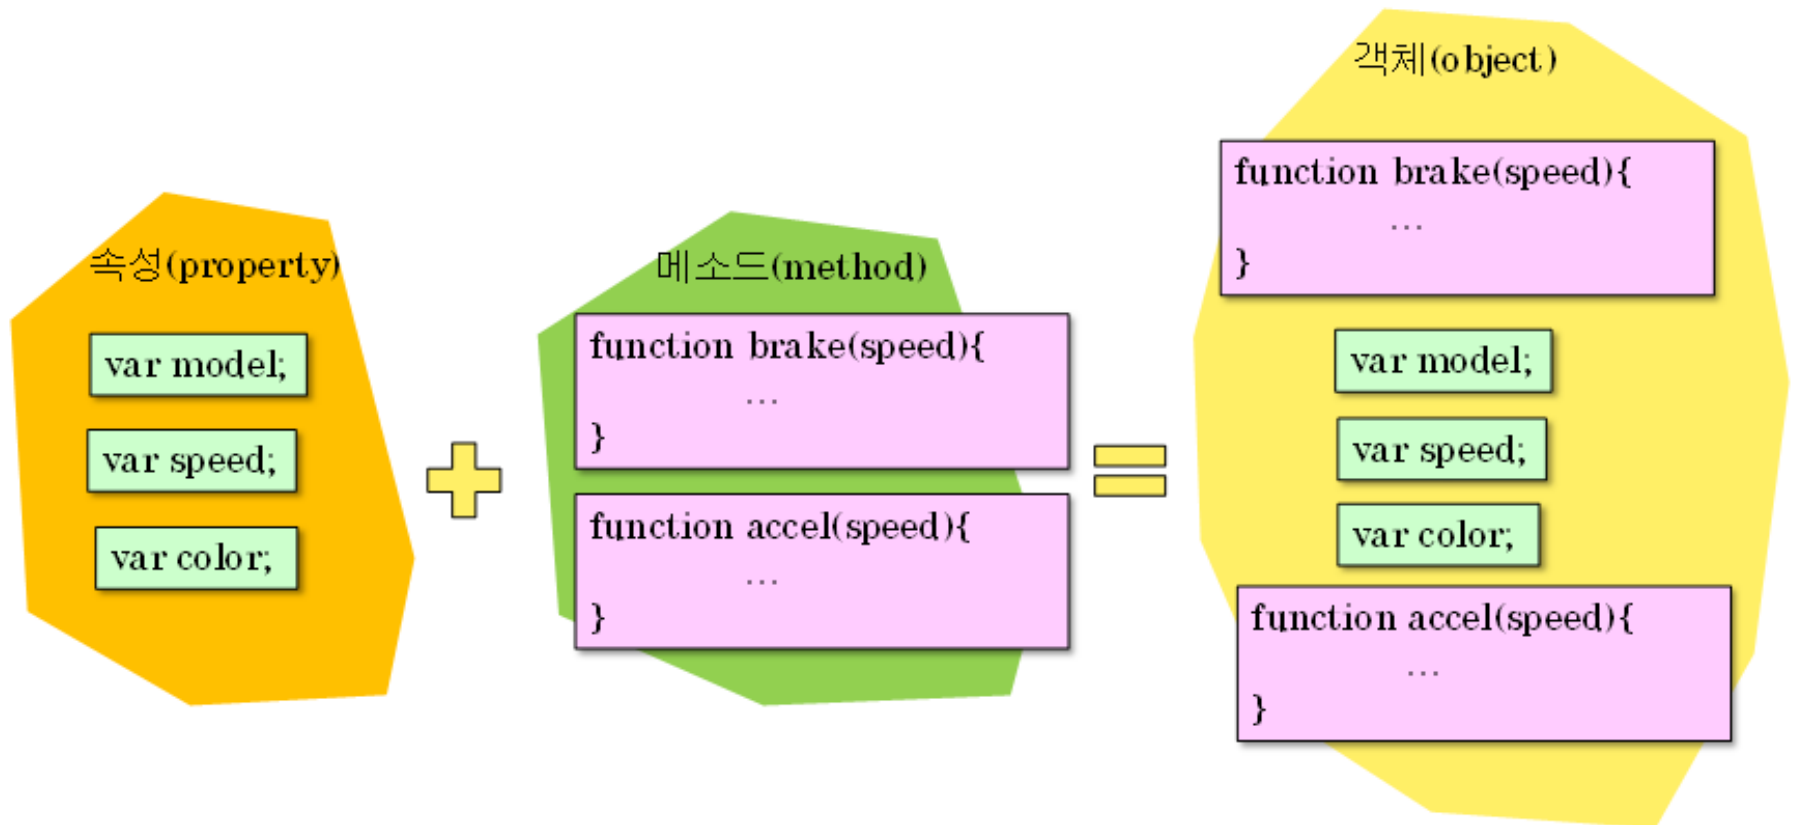 속성(property)
var model;
var speed;
var color;
메소드(method)
function brake(speed){
...
}
function accel(speed){
...
}
객체(object)
function brake(speed){
...
}
var model;
var speed;
var color;
function accel(speed){
...
}